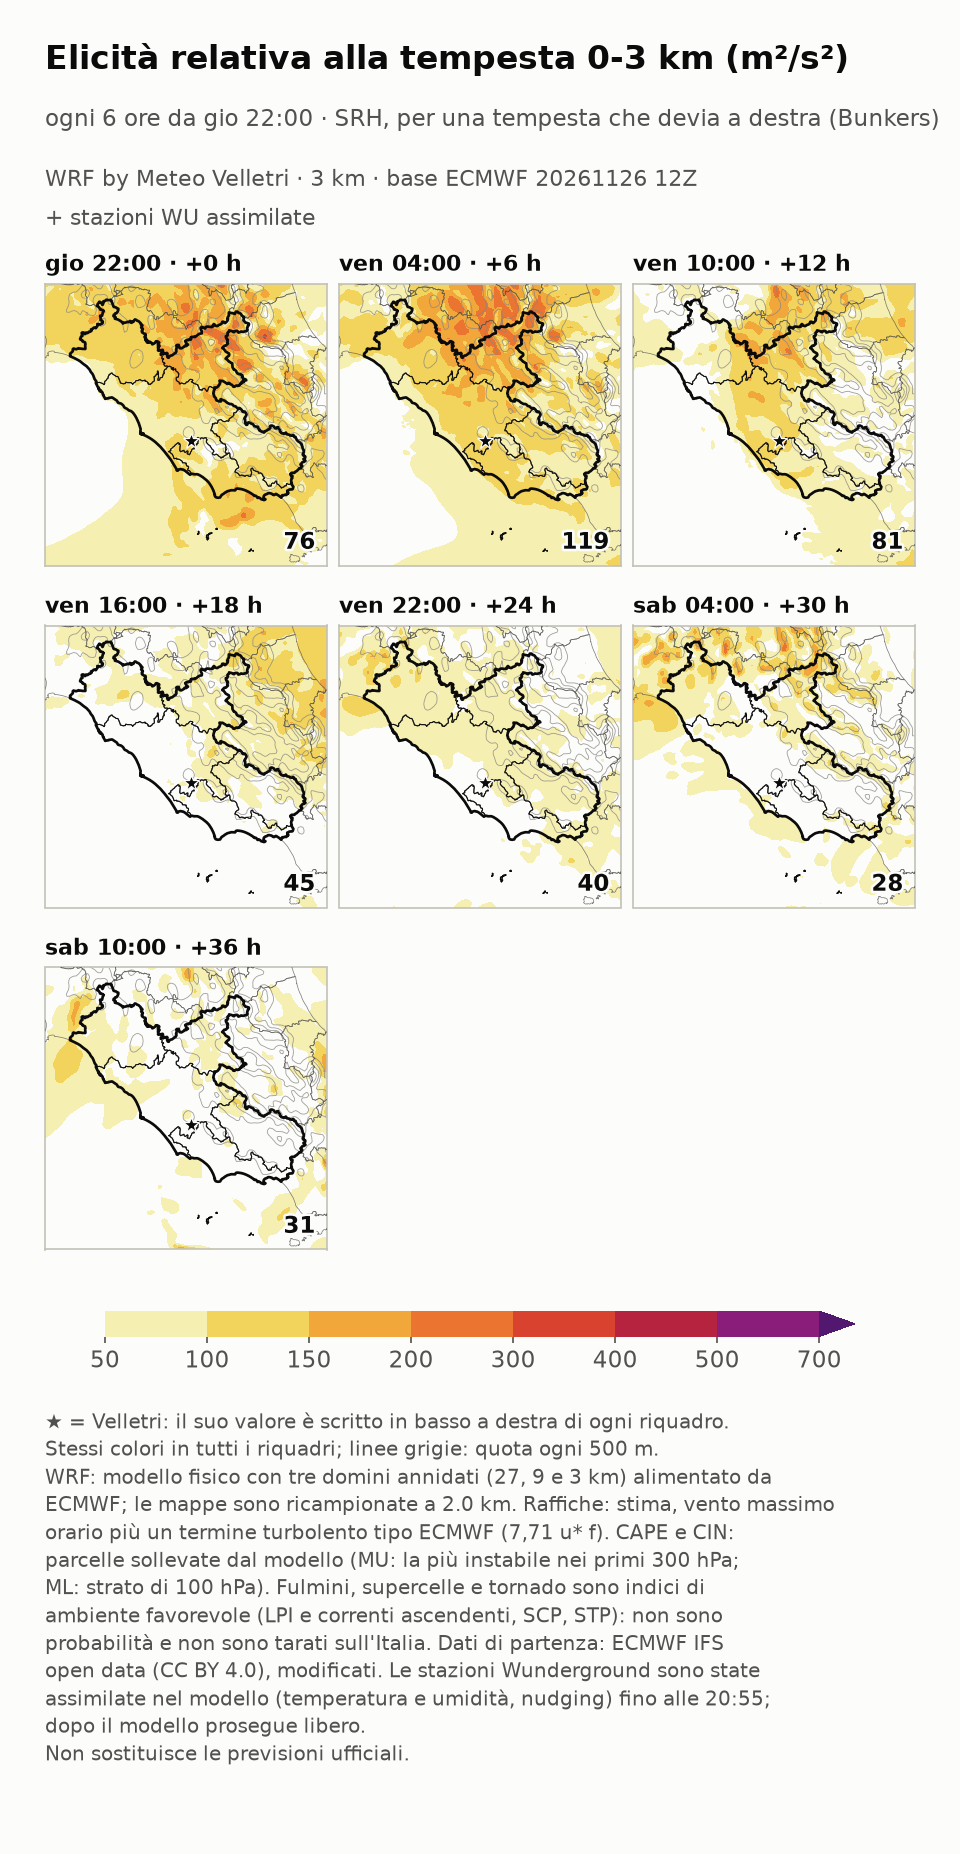 Elicità relativa alla tempesta 0-3 km (m²/s²)
ogni 6 ore da gio 22:00 · SRH, per una tempesta che devia a destra (Bunkers)
WRF by Meteo Velletri · 3 km · base ECMWF 20261126 12Z
+ stazioni WU assimilate
gio 22:00 · +0 h
ven 04:00 · +6 h
ven 10:00 · +12 h
76
119
81
ven 16:00 · +18 h
ven 22:00 · +24 h
sab 04:00 · +30 h
45
40
28
sab 10:00 · +36 h
31
50 100 150 200 300 400 500 700
★ = Velletri: il suo valore è scritto in basso a destra di ogni riquadro.
Stessi colori in tutti i riquadri; linee grigie: quota ogni 500 m.
WRF: modello fisico con tre domini annidati (27, 9 e 3 km) alimentato da
ECMWF; le mappe sono ricampionate a 2.0 km. Raffiche: stima, vento massimo
orario più un termine turbolento tipo ECMWF (7,71 u* f). CAPE e CIN:
parcelle sollevate dal modello (MU: la più instabile nei primi 300 hPa;
ML: strato di 100 hPa). Fulmini, supercelle e tornado sono indici di
ambiente favorevole (LPI e correnti ascendenti, SCP, STP): non sono
probabilità e non sono tarati sull'Italia. Dati di partenza: ECMWF IFS
open data (CC BY 4.0), modificati. Le stazioni Wunderground sono state
assimilate nel modello (temperatura e umidità, nudging) fino alle 20:55;
dopo il modello prosegue libero.
Non sostituisce le previsioni ufficiali.